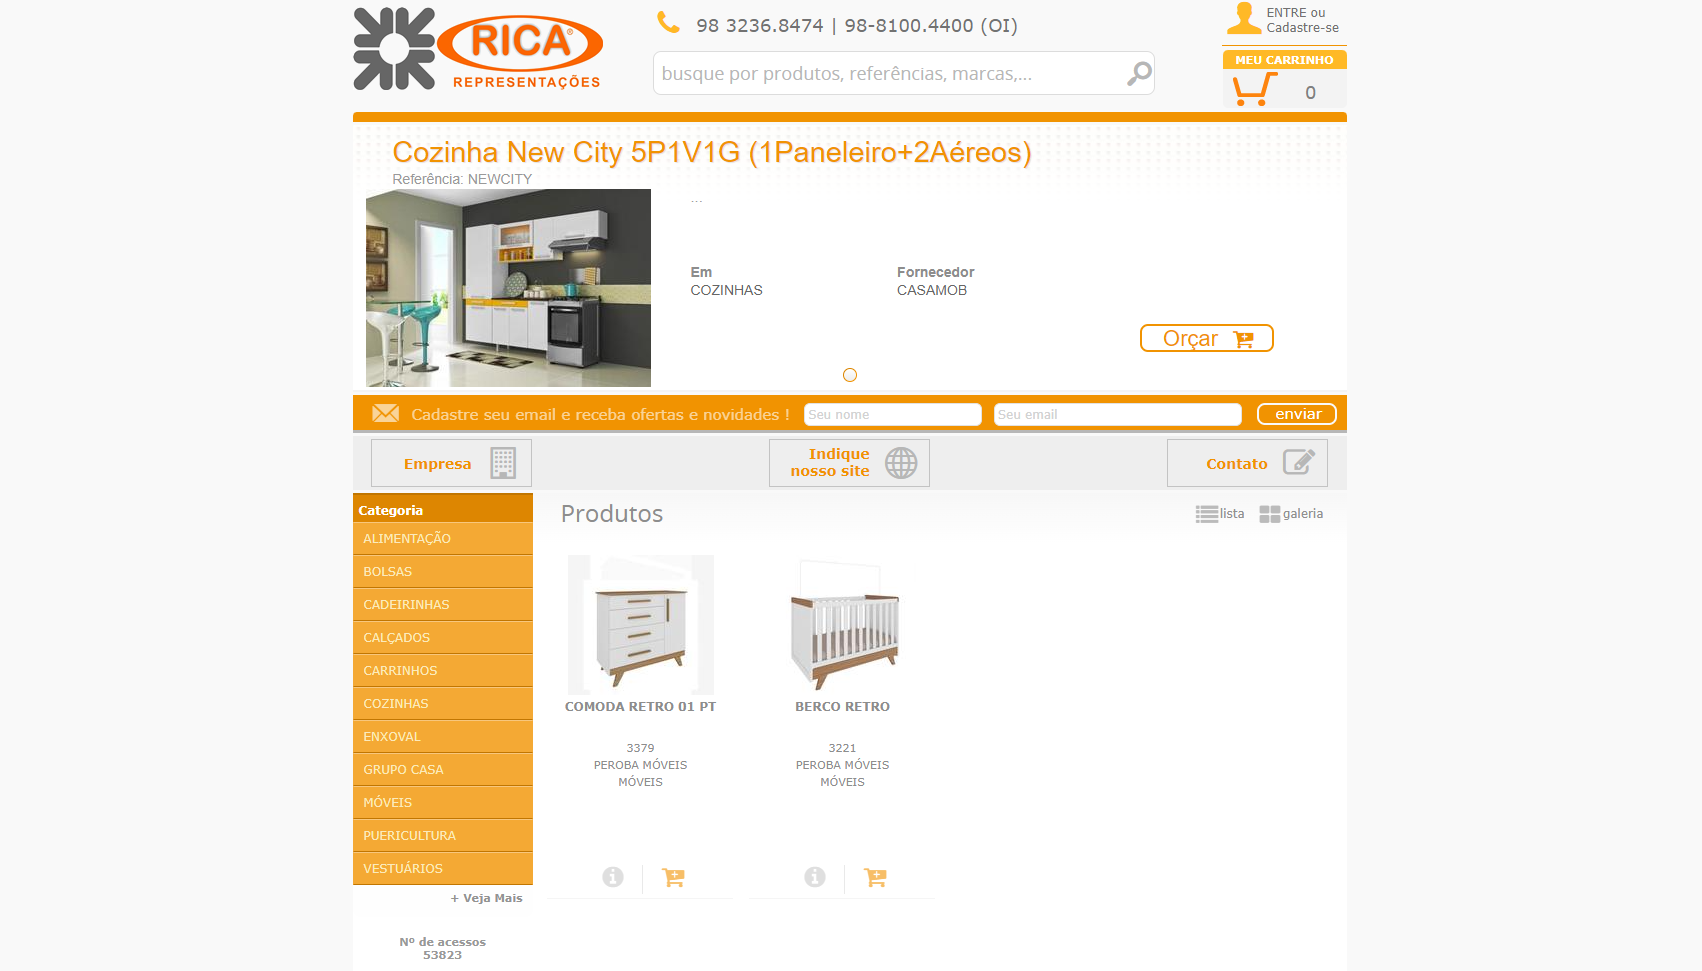 RICA®
REPRESENTAÇÕES
98 3236.8474 | 98-8100.4400 (OI)
busque por produtos, referências, marcas,...
ENTRE ou
Cadastre-se
MEU CARRINHO
0
Cozinha New City 5P1V1G (1Paneleiro+2Aéreos)
Referência: NEWCITY
...
Em
COZINHAS
Fornecedor
CASAMOB
Orçar
Cadastre seu email e receba ofertas e novidades !
Seu nome
Seu email
enviar
Empresa
Indique
nosso site
Contato
Categoria
ALIMENTAÇÃO
BOLSAS
CADEIRINHAS
CALÇADOS
CARRINHOS
COZINHAS
ENXOVAL
GRUPO CASA
MÓVEIS
PUERICULTURA
VESTUÁRIOS
+ Veja Mais
Nº de acessos
53823
Produtos
lista
galeria
COMODA RETRO 01 PT
3379
PEROBA MÓVEIS
MÓVEIS
BERCO RETRO
3221
PEROBA MÓVEIS
MÓVEIS